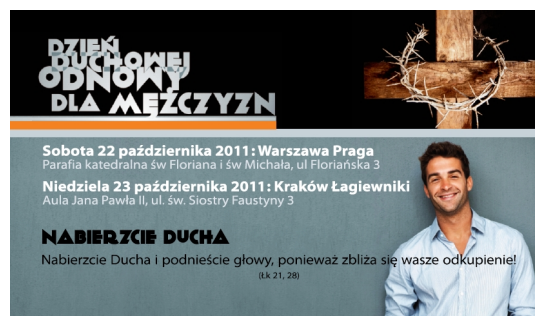 DZIEŃ
DUCHOWEJ
ODNOWY
DLA MĘŻCZYZN
Sobota 22 października 2011: Warszawa Praga
Parafia katedralna św Floriana i św Michała, ul Floriańska 3
Niedziela 23 października 2011: Kraków Łagiewniki
Aula Jana Pawła II, ul. św. Siostry Faustyny 3
NABIERZCIE DUCHA
Nabierzcie Ducha i podnieście głowy, ponieważ zbliża się wasze odkupienie!
(Łk 21, 28)